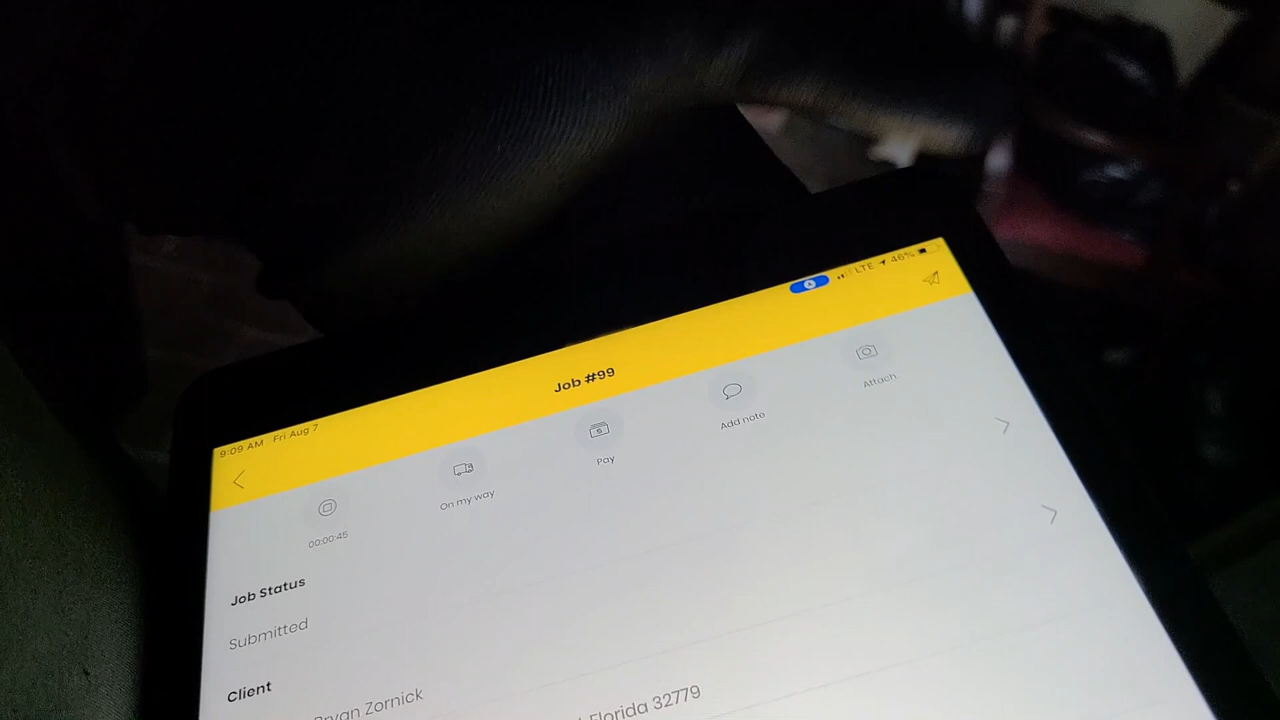 9:09 AM Fri Aug 7
LTE 46%
Job #99
00:00:45
On my way
Pay
Add note
Attach
Job Status
Submitted
Client
Bryan Zornick
Florida 32779